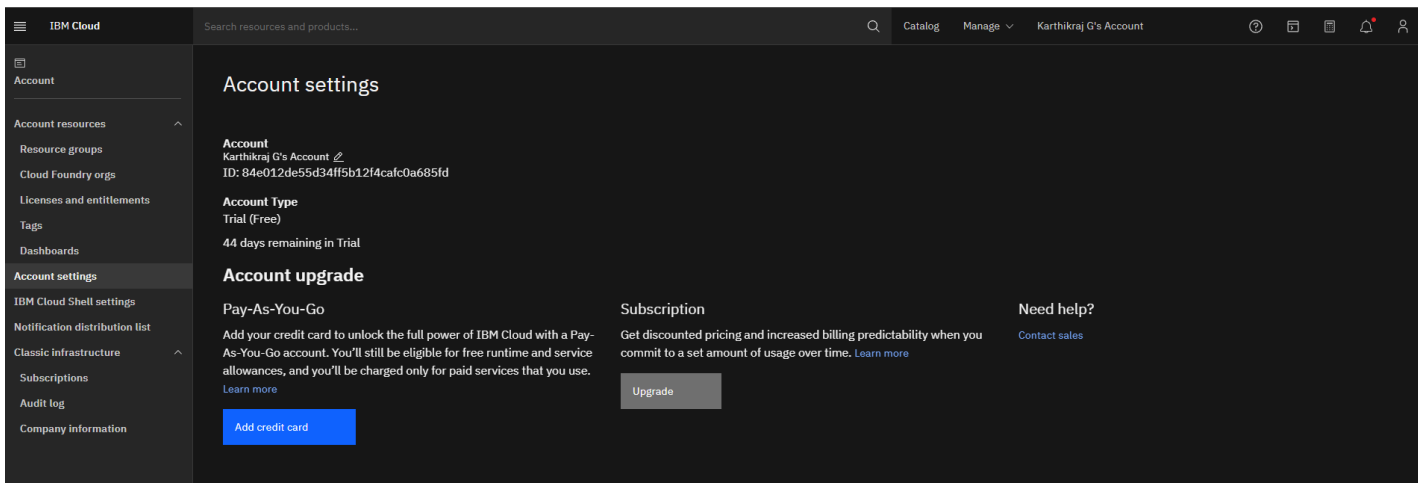 IBM Cloud
Search resources and products...
Catalog
Manage
Karthikraj G's Account
Account
Account resources
Resource groups
Cloud Foundry orgs
Licenses and entitlements
Tags
Dashboards
Account settings
IBM Cloud Shell settings
Notification distribution list
Classic infrastructure
Subscriptions
Audit log
Company information
Account settings
Account
Karthikraj G's Account
ID: 84e012de55d34ff5b12f4cafc0a685fd
Account Type
Trial (Free)
44 days remaining in Trial
Account upgrade
Pay-As-You-Go
Add your credit card to unlock the full power of IBM Cloud with a Pay-
As-You-Go account. You'll still be eligible for free runtime and service
allowances, and you'll be charged only for paid services that you use.
Learn more
Add credit card
Subscription
Get discounted pricing and increased billing predictability when you
commit to a set amount of usage over time. Learn more
Upgrade
Need help?
Contact sales